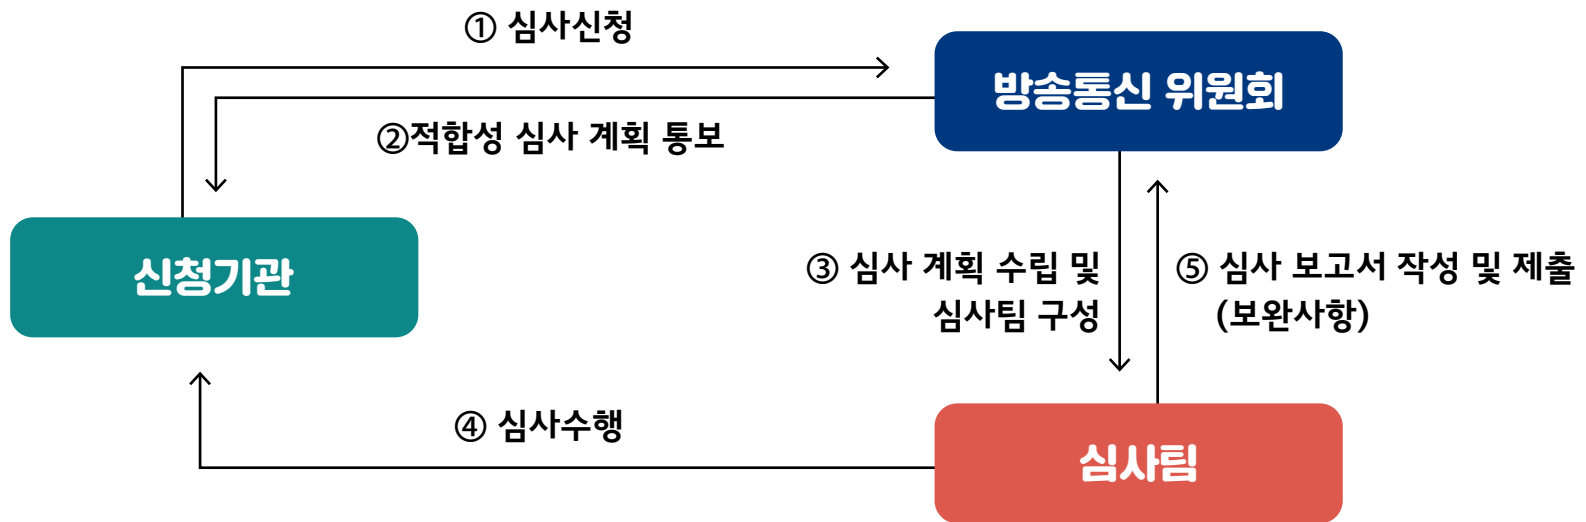 ① 심사신청
방송통신 위원회
②적합성 심사 계획 통보
신청기관
③ 심사 계획 수립 및
심사팀 구성
⑤ 심사 보고서 작성 및 제출
(보완사항)
④ 심사수행
심사팀